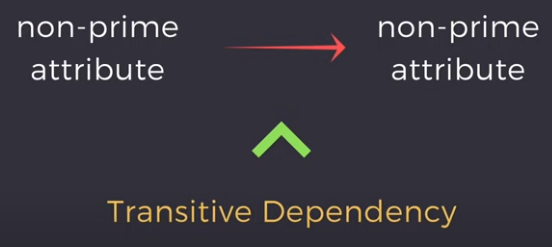 non-prime
attribute
non-prime
attribute
Transitive Dependency